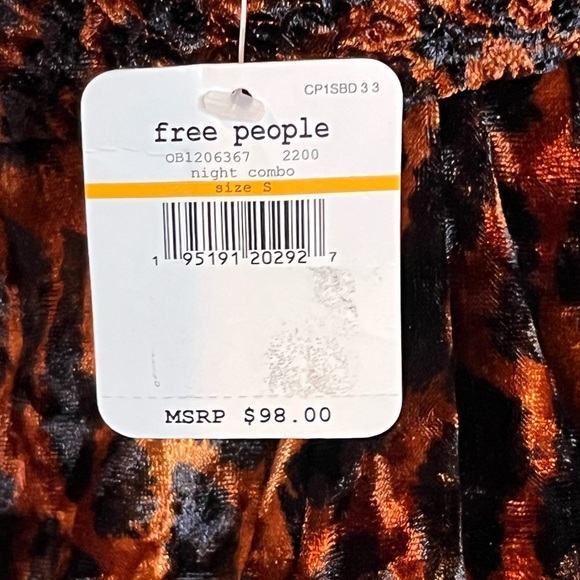 CP1SBD 3 3
free people
OB1206367 2200
night combo
size S
1 95191 20292 7
MSRP $98.00